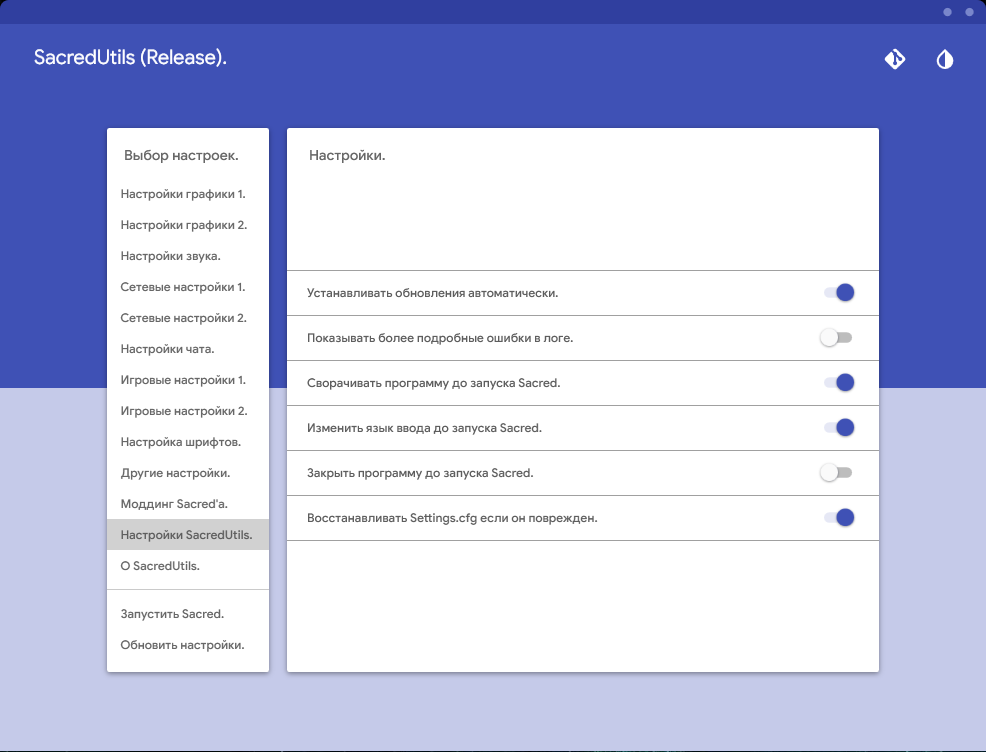 SacredUtils (Release).
Выбор настроек.
Настройки графики 1.
Настройки графики 2.
Настройки звука.
Сетевые настройки 1.
Сетевые настройки 2.
Настройки чата.
Игровые настройки 1.
Игровые настройки 2.
Настройка шрифтов.
Другие настройки.
Моддинг Sacred'а.
Настройки SacredUtils.
О SacredUtils.
Запустить Sacred.
Обновить настройки.
Настройки.
Устанавливать обновления автоматически.
Показывать более подробные ошибки в логе.
Сворачивать программу до запуска Sacred.
Изменить язык ввода до запуска Sacred.
Закрыть программу до запуска Sacred.
Восстанавливать Settings.cfg если он поврежден.